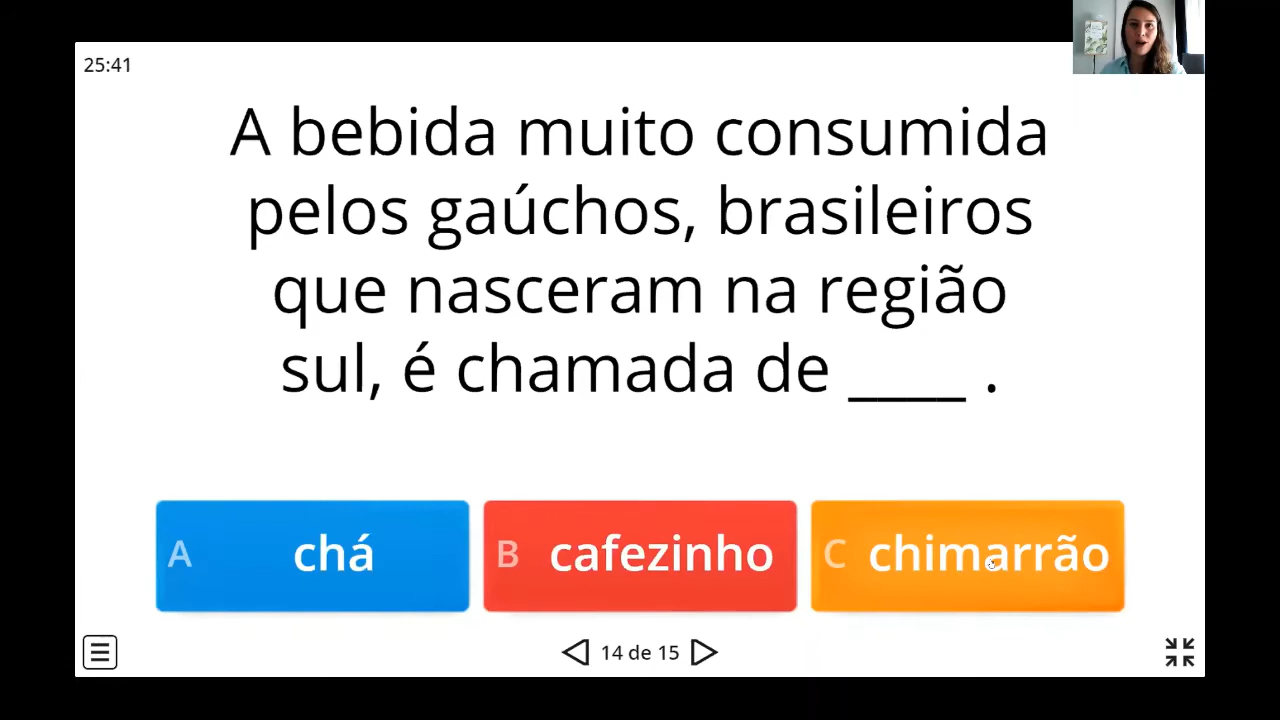 25:41
A bebida muito consumida
pelos gaúchos, brasileiros
que nasceram na região
sul, é chamada de ____ .
A chá
B cafezinho
C chimarrão
14 de 15